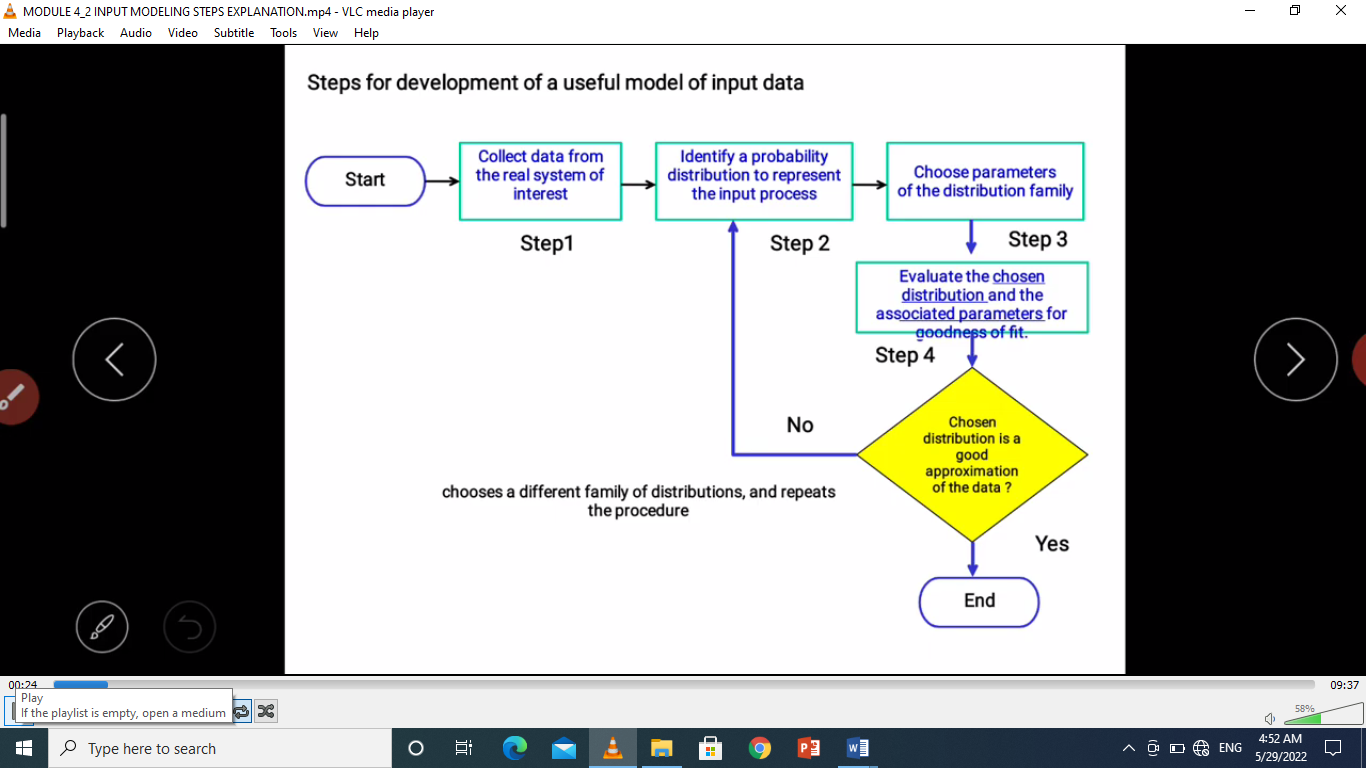 MODULE 4_2 INPUT MODELING STEPS EXPLANATION.mp4 - VLC media player
Media Playback Audio Video Subtitle Tools View Help
Steps for development of a useful model of input data
Start
Collect data from
the real system of
interest
Step1
Identify a probability
distribution to represent
the input process
Step 2
Choose parameters
of the distribution family
Step 3
Evaluate the chosen
distribution and the
associated parameters for
goodness of fit.
Step 4
Chosen
distribution is a
good
approximation
of the data ?
No
chooses a different family of distributions, and repeats
the procedure
Yes
End
00:24
09:37
Play
If the playlist is empty, open a medium
58%
Type here to search
ENG
4:52 AM
5/29/2022